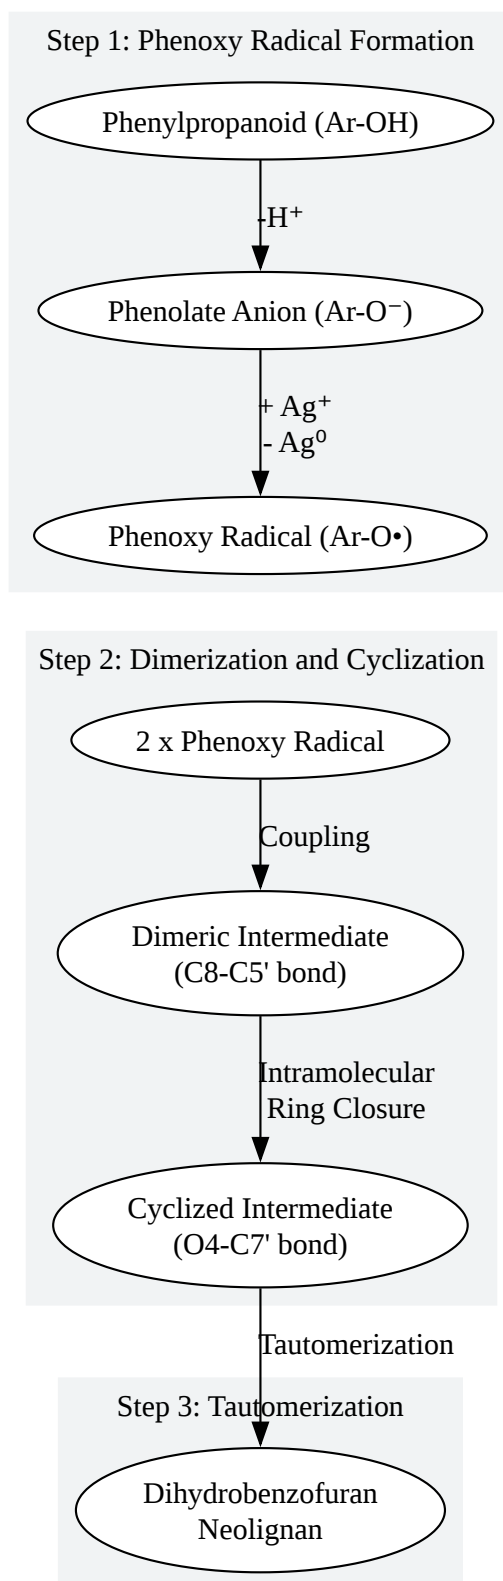 Step 1: Phenoxy Radical Formation
Phenylpropanoid (Ar-OH)
-H⁺
Phenolate Anion (Ar-O⁻)
+ Ag⁺
- Ag⁰
Phenoxy Radical (Ar-O•)
Step 2: Dimerization and Cyclization
2 x Phenoxy Radical
Coupling
Dimeric Intermediate
(C8-C5' bond)
Intramolecular
Ring Closure
Cyclized Intermediate
(O4-C7' bond)
Tautomerization
Step 3: Tautomerization
Dihydrobenzofuran
Neolignan